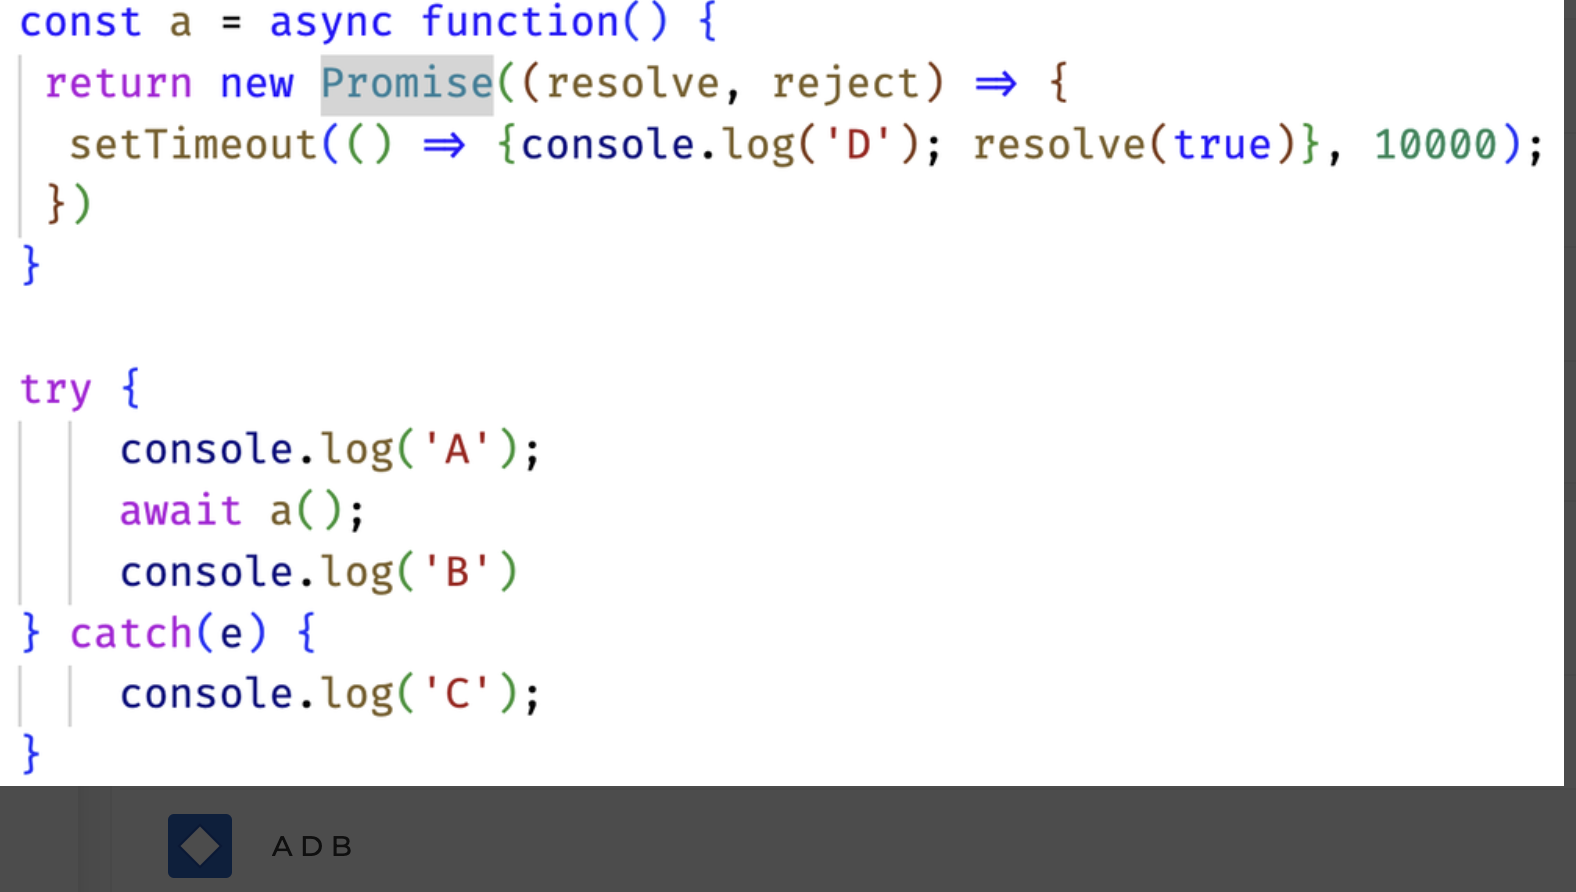 const a = async function() {
return new Promise((resolve, reject) => {
setTimeout(() => {console.log('D'); resolve(true)}, 10000);
})
}
try {
console.log('A');
await a();
console.log('B')
} catch(e) {
console.log('C');
}
A D B